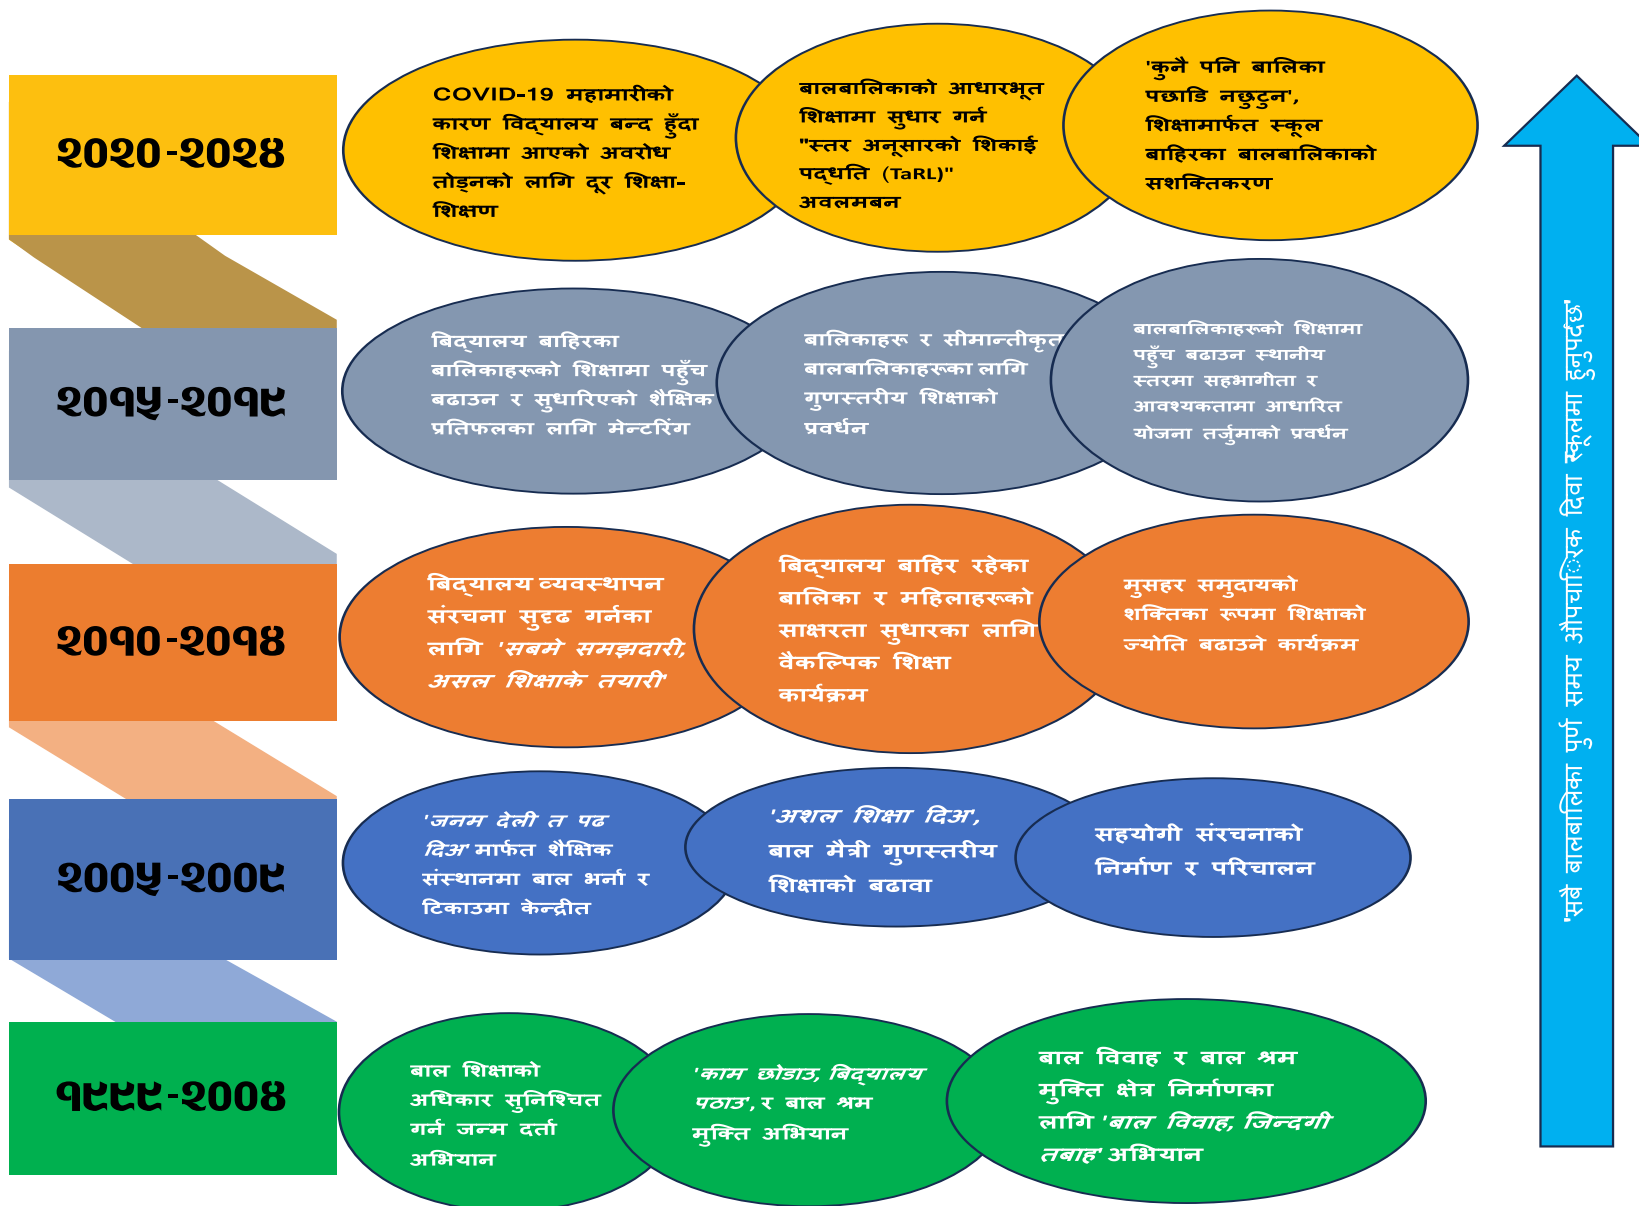 २०२०-२०२४
COVID-19 महामारीको
कारण विद्यालय बन्द हुँदा
शिक्षामा आएको अवरोध
तोड्नको लागि दूर शिक्षा-
शिक्षण
बालबालिकाको आधारभूत
शिक्षामा सुधार गर्न
"स्तर अनूसारको शिकाई
पद्धति (TaRL)"
अवलमबन
'कुनै पनि बालिका
पछाडि नछुटुन',
शिक्षामार्फत स्कूल
बाहिरका बालबालिकाको
सशक्तिकरण
२०१५-२०१९
बिद्यालय बाहिरका
बालिकाहरूको शिक्षामा पहुँच
बढाउन र सुधारिएको शैक्षिक
प्रतिफलका लागि मेन्टरिंग
बालिकाहरू र सीमान्तीकृत
बालबालिकाहरूका लागि
गुणस्तरीय शिक्षाको
प्रवर्धन
बालबालिकाहरूको शिक्षामा
पहुँच बढाउन स्थानीय
स्तरमा सहभागीता र
आवश्यकतामा आधारित
योजना तर्जुमाको प्रवर्धन
२०१०-२०१४
बिद्यालय व्यवस्थापन
संरचना सुदृढ गर्नका
लागि 'सबमे समझदारी,
असल शिक्षाके तयारी'
बिद्यालय बाहिर रहेका
बालिका र महिलाहरूको
साक्षरता सुधारका लागि
वैकल्पिक शिक्षा
कार्यक्रम
मुसहर समुदायको
शक्तिका रूपमा शिक्षाको
ज्योति बढाउने कार्यक्रम
२००५-२००९
'जनम देली त पढ
दिअ' मार्फत शैक्षिक
संस्थानमा बाल भर्ना र
टिकाउमा केन्द्रीत
'अशल शिक्षा दिअ',
बाल मैत्री गुणस्तरीय
शिक्षाको बढावा
सहयोगी संरचनाको
निर्माण र परिचालन
१९९९-२००४
बाल शिक्षाको
अधिकार सुनिश्चित
गर्न जन्म दर्ता
अभियान
'काम छोडाउ, बिद्यालय
पठाउ', र बाल श्रम
मुक्ति अभियान
बाल विवाह र बाल श्रम
मुक्ति क्षेत्र निर्माणका
लागि 'बाल विवाह, जिन्दगी
तबाह' अभियान
'सबै बालबालिका पुर्ण समय औपचाार्िक दिवा स्कूलमा हुनुपर्दछ'